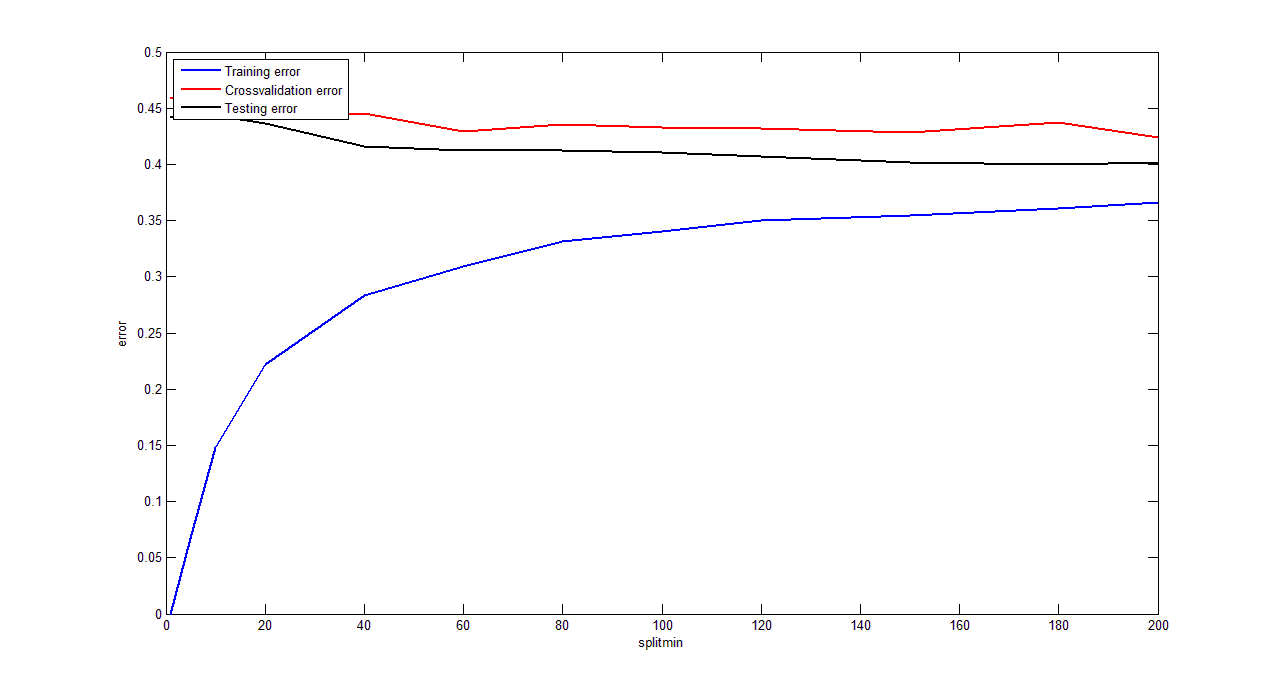 0.5
0.45
0.4
0.35
0.3
0.25
0.2
0.15
0.1
0.05
0
error
Training error
Crossvalidation error
Testing error
0 20 40 60 80 100 120 140 160 180 200
splitmin